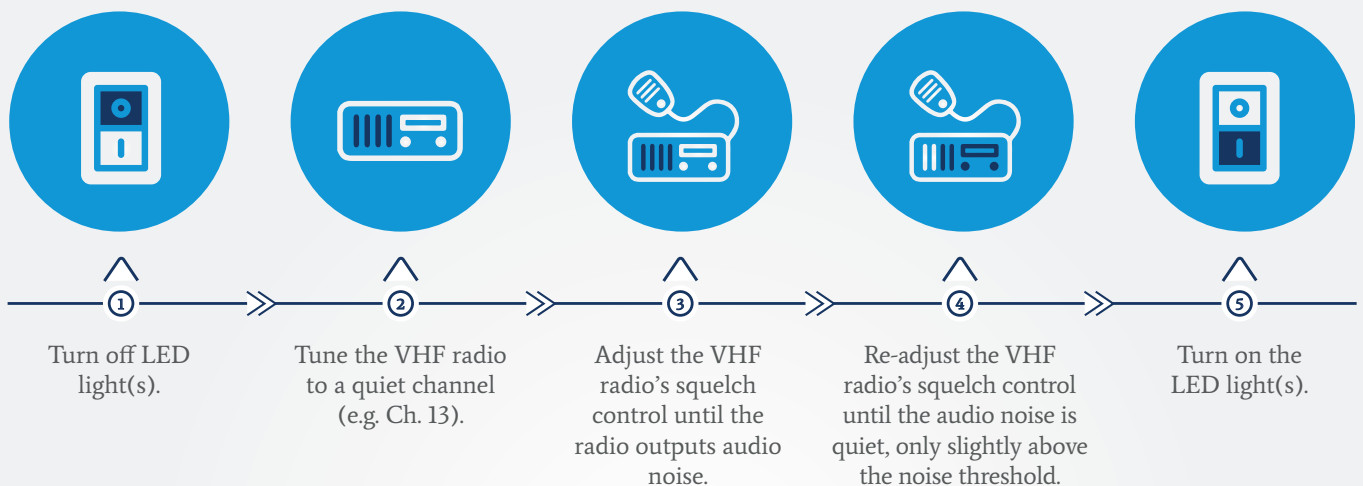 1
Turn off LED
light(s).
2
Tune the VHF radio
to a quiet channel
(e.g. Ch. 13).
3
Adjust the VHF
radio's squelch
control until the
radio outputs audio
noise.
4
Re-adjust the VHF
radio's squelch control
until the audio noise is
quiet, only slightly above
the noise threshold.
5
Turn on the
LED light(s).